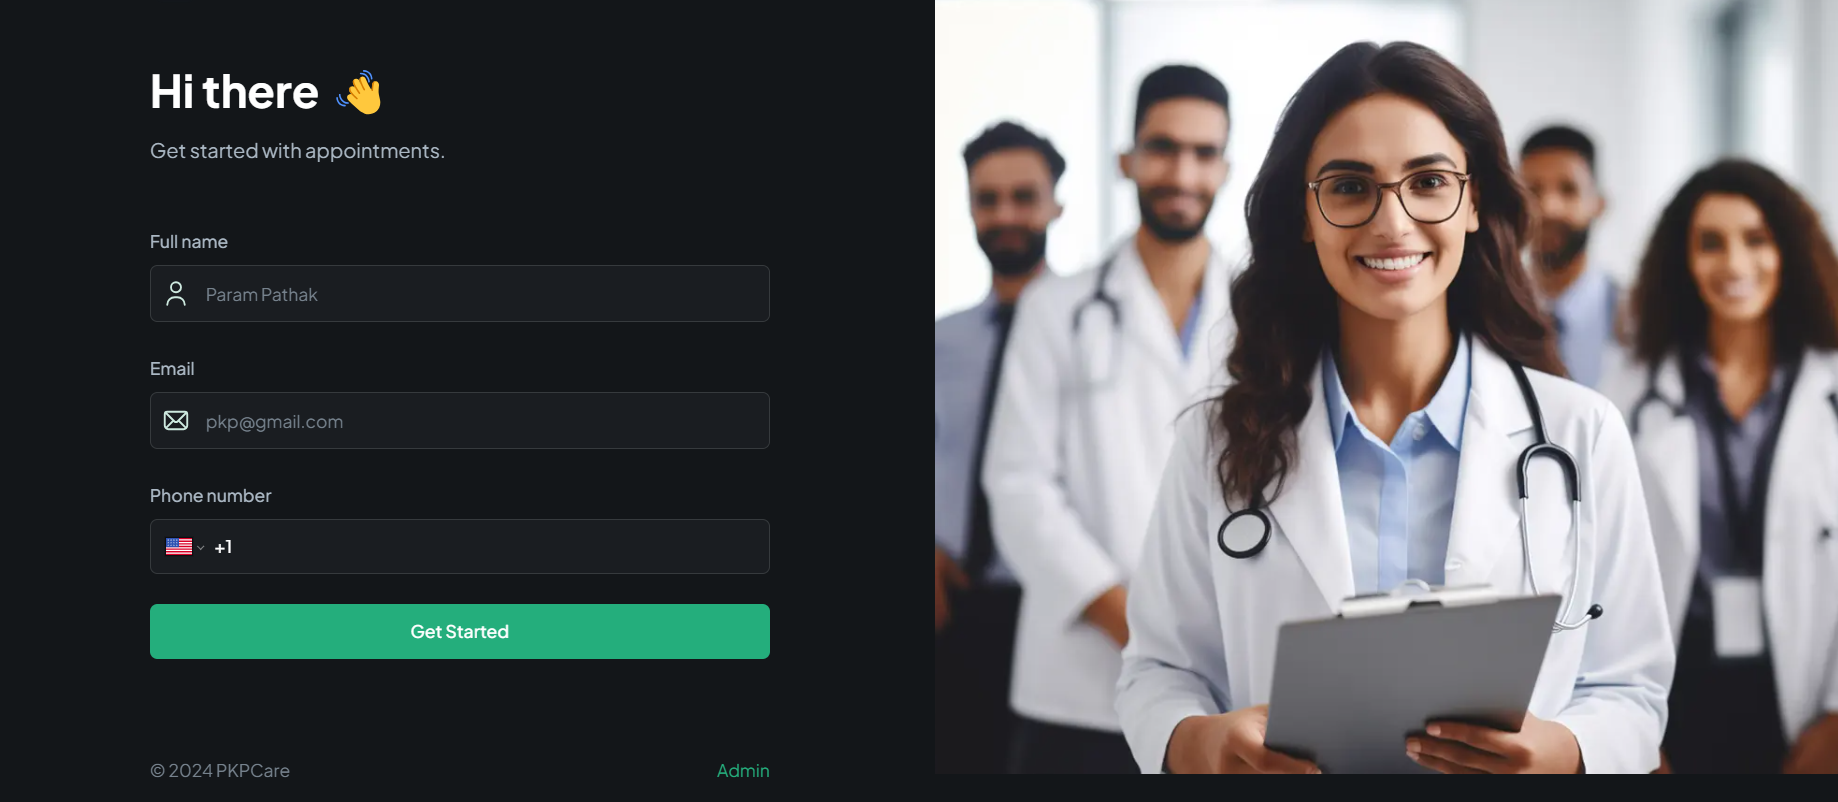 Hi there 👋
Get started with appointments.
Full name
Param Pathak
Email
pkp@gmail.com
Phone number
+1
Get Started
© 2024 PKPCare
Admin